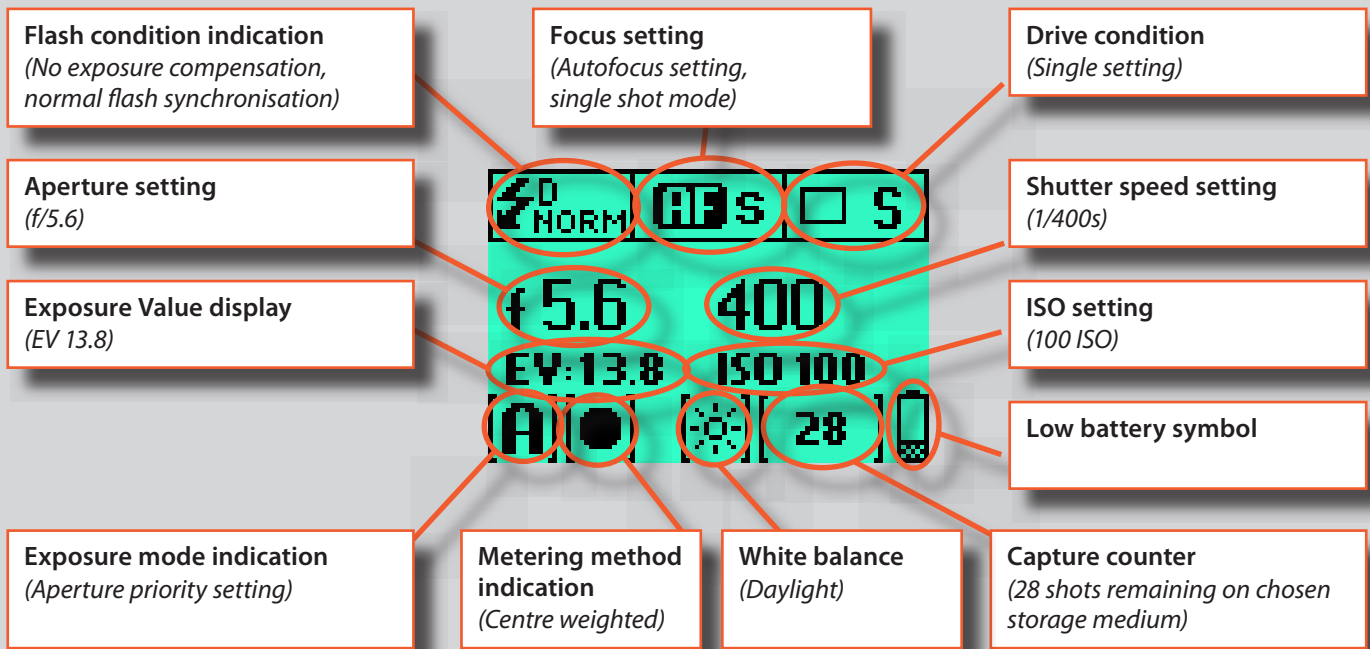 Flash condition indication
(No exposure compensation,
normal flash synchronisation)
Focus setting
(Autofocus setting,
single shot mode)
Drive condition
(Single setting)
Aperture setting
(f/5.6)
Shutter speed setting
(1/400s)
Exposure Value display
(EV 13.8)
ISO setting
(100 ISO)
Low battery symbol
D
NORM
AF S
S
f 5.6
400
EV:13.8
ISO 100
[A]
[ ]
[ ]
[ 28 ]
Exposure mode indication
(Aperture priority setting)
Metering method
indication
(Centre weighted)
White balance
(Daylight)
Capture counter
(28 shots remaining on chosen
storage medium)